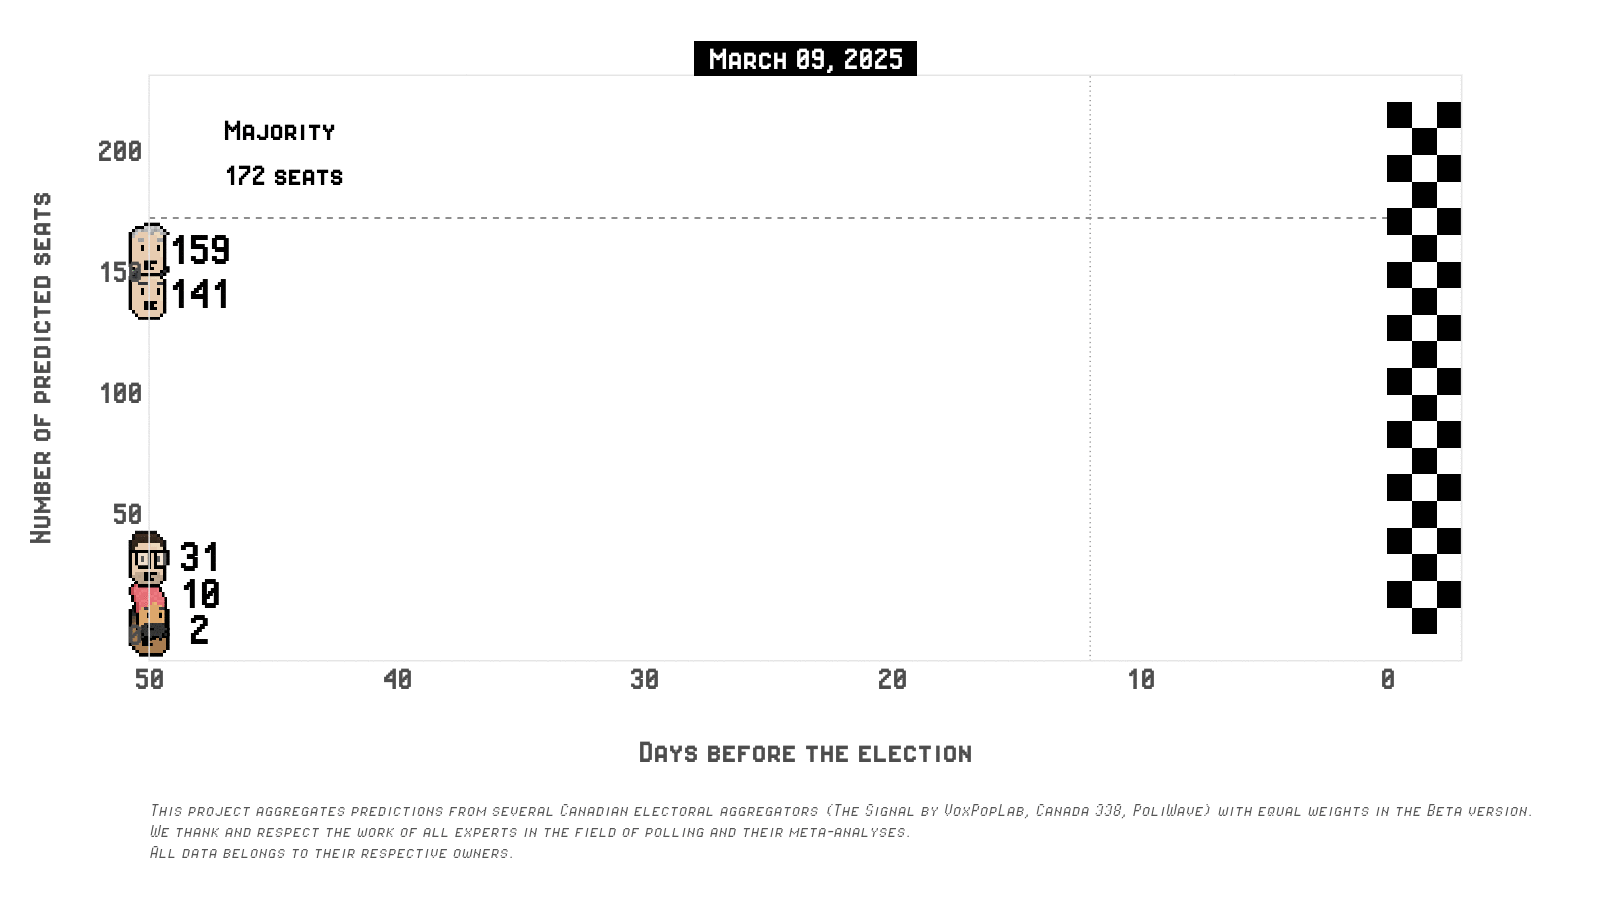 March 09, 2025
Majority
172 seats
200
150
100
50
0
159
141
31
10
2
Number of predicted seats
50 40 30 20 10 0
Days before the election
This project aggregates predictions from several Canadian electoral aggregators (The Signal by VoxPopLab, Canada 338, PoliWave) with equal weights in the Beta version.
We thank and respect the work of all experts in the field of polling and their meta-analyses.
All data belongs to their respective owners.